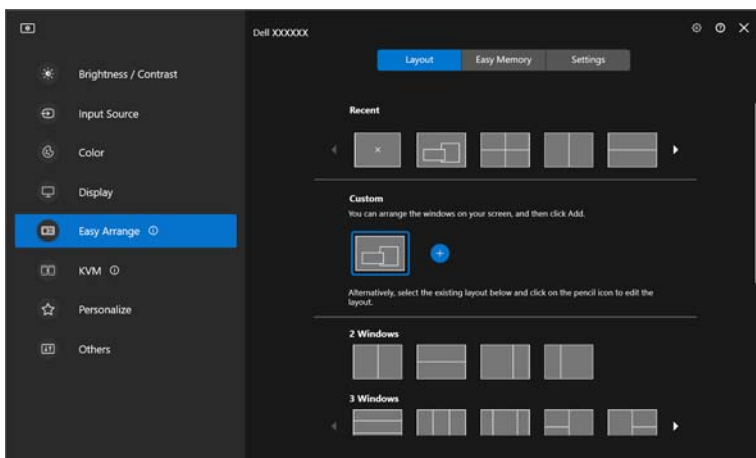 Dell XXXXXX
Brightness / Contrast
Input Source
Color
Display
Easy Arrange
KVM
Personalize
Others
Layout
Easy Memory
Settings
Recent
Custom
You can arrange the windows on your screen, and then click Add.
Alternatively, select the existing layout below and click on the pencil icon to edit the
layout.
2 Windows
3 Windows